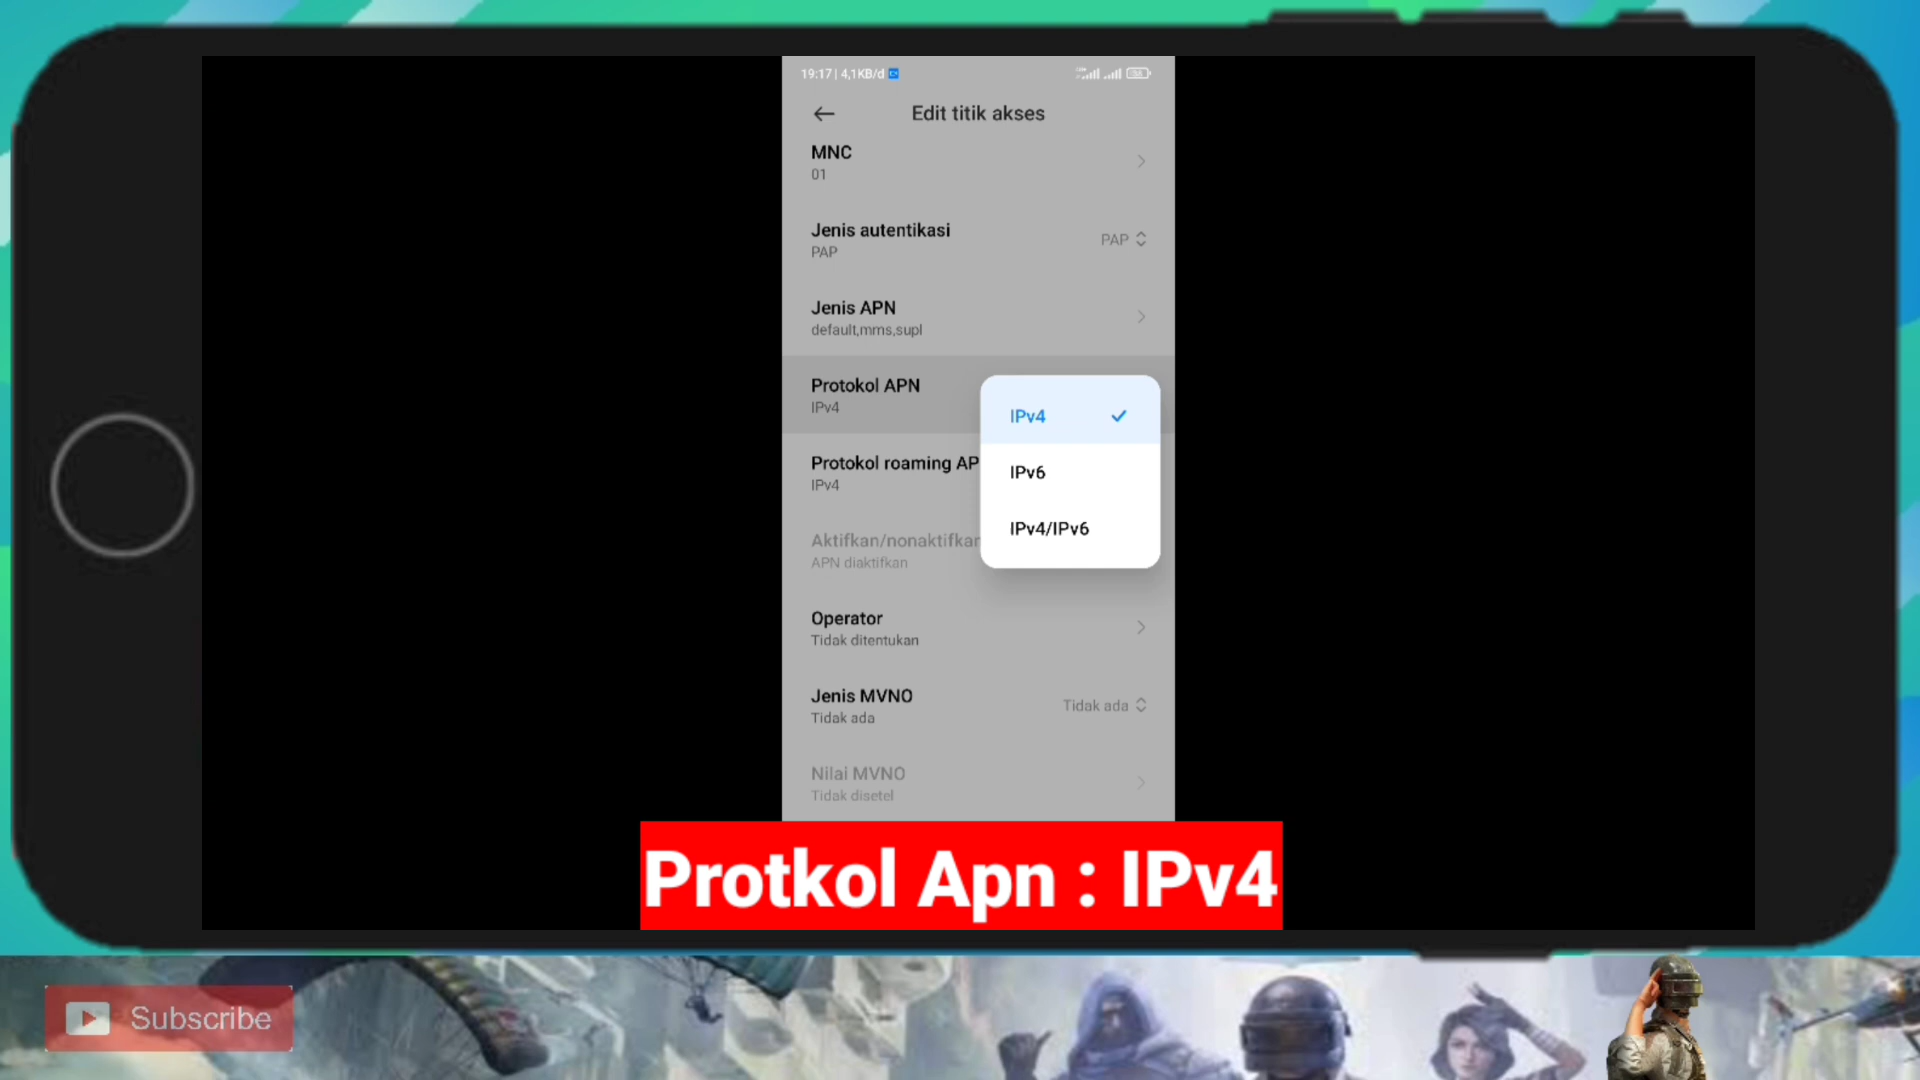 19:17 | 4,1KB/d
Edit titik akses
MNC
01
Jenis autentikasi
PAP
PAP
Jenis APN
default,mms,supl
Protokol APN
IPv4
IPv4
IPv6
IPv4/IPv6
Protokol roaming AP
IPv4
Aktifkan/nonaktifkan
APN diaktifkan
Operator
Tidak ditentukan
Jenis MVNO
Tidak ada
Tidak ada
Nilai MVNO
Tidak disetel
Protkol Apn : IPv4
Subscribe